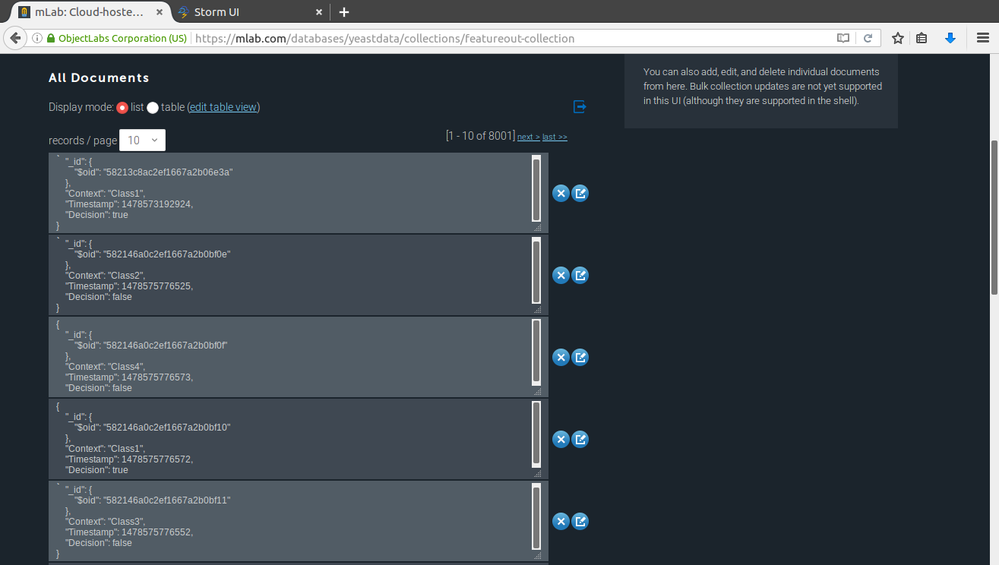 mLab: Cloud-hoste...
Storm UI
ObjectLabs Corporation (US)
https://mlab.com/databases/yeastdata/collections/featureout-collection
All Documents
Display mode: list table (edit table view)
records / page 10
[1 - 10 of 8001] next > last >>
"_id": {
"$oid": "58213c8ac2ef1667a2b06e3a"
},
"Context": "Class1",
"Timestamp": 1478573192924,
"Decision": true
}
"_id": {
"$oid": "582146a0c2ef1667a2b0bf0e"
},
"Context": "Class2",
"Timestamp": 1478575776525,
"Decision": false
}
{
"_id": {
"$oid": "582146a0c2ef1667a2b0bf0f"
},
"Context": "Class4",
"Timestamp": 1478575776573,
"Decision": false
{
"_id": {
"$oid": "582146a0c2ef1667a2b0bf10"
},
"Context": "Class1",
"Timestamp": 1478575776572,
"Decision": true
"_id": {
"$oid": "582146a0c2ef1667a2b0bf11"
},
"Context": "Class3",
"Timestamp": 1478575776552,
"Decision": false
}
You can also add, edit, and delete individual documents
from here. Bulk collection updates are not yet supported
in this UI (although they are supported in the shell).